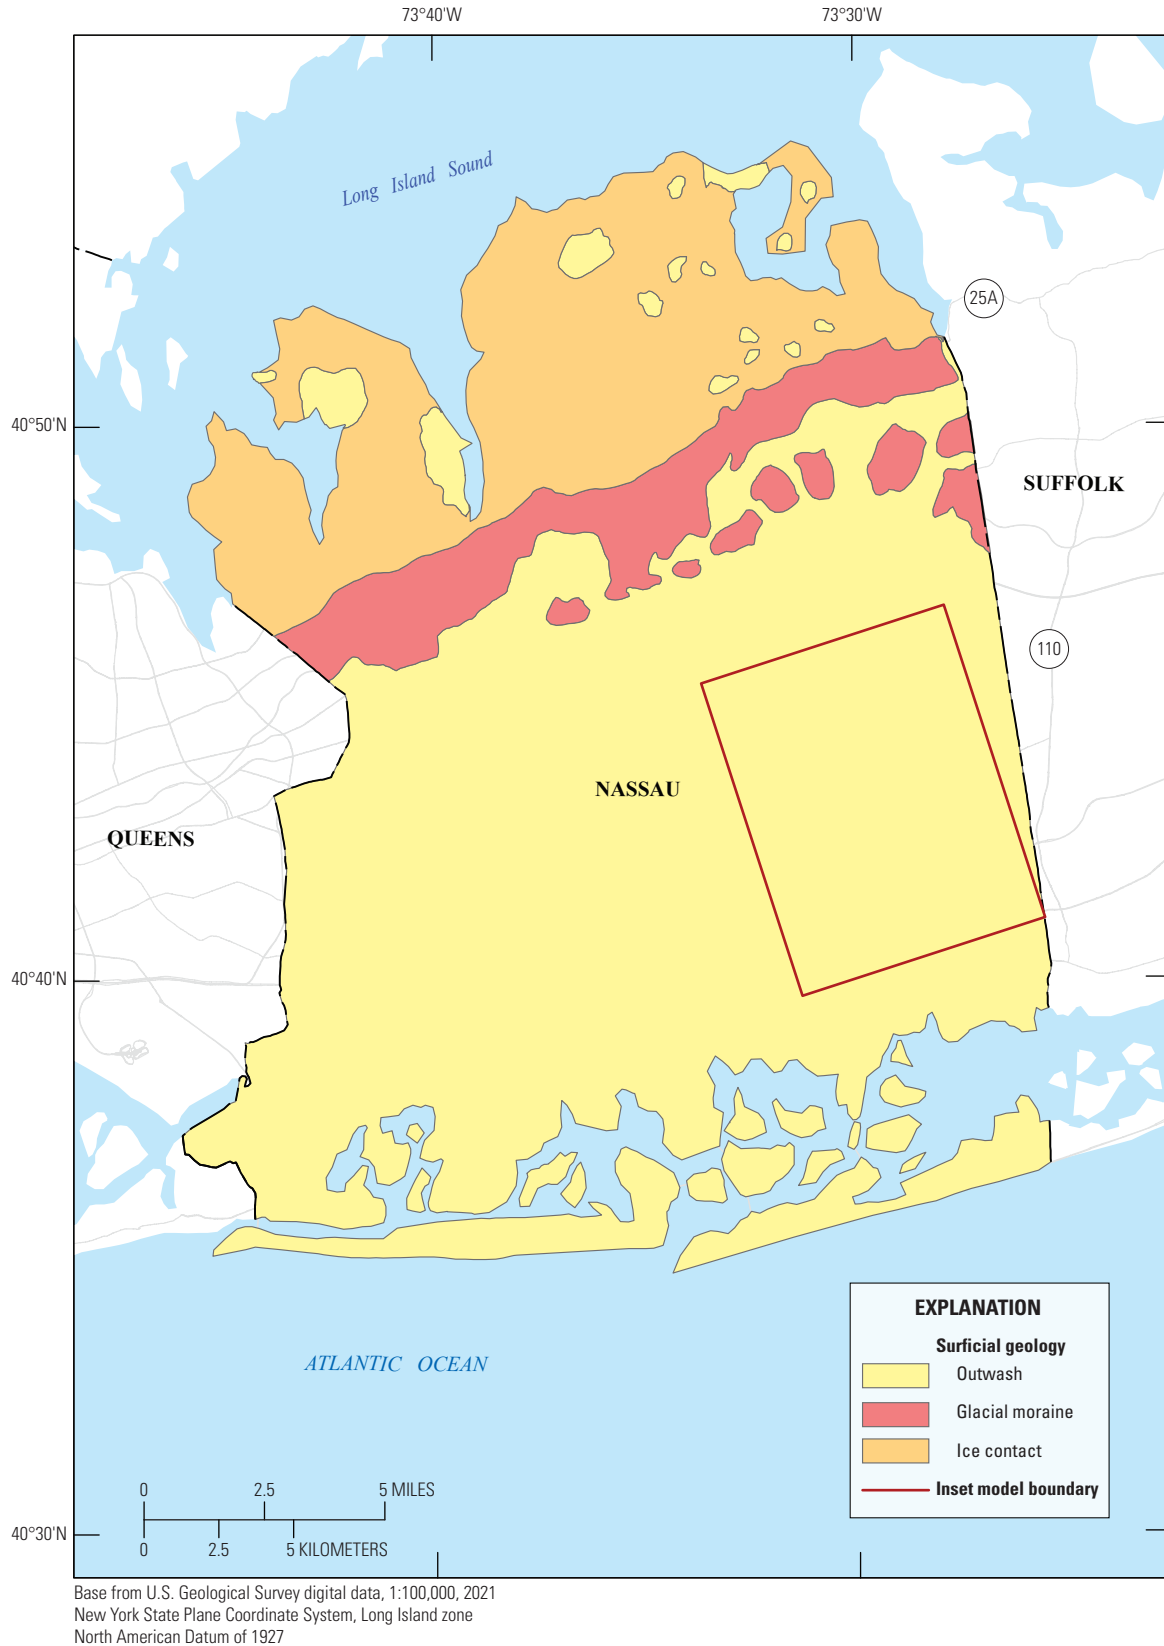 73°40'W
73°30'W
Long Island Sound
25A
40°50'N
SUFFOLK
110
NASSAU
QUEENS
40°40'N
ATLANTIC OCEAN
EXPLANATION
Surficial geology
Outwash
Glacial moraine
Ice contact
Inset model boundary
0 2.5 5 MILES
0 2.5 5 KILOMETERS
40°30'N
Base from U.S. Geological Survey digital data, 1:100,000, 2021
New York State Plane Coordinate System, Long Island zone
North American Datum of 1927